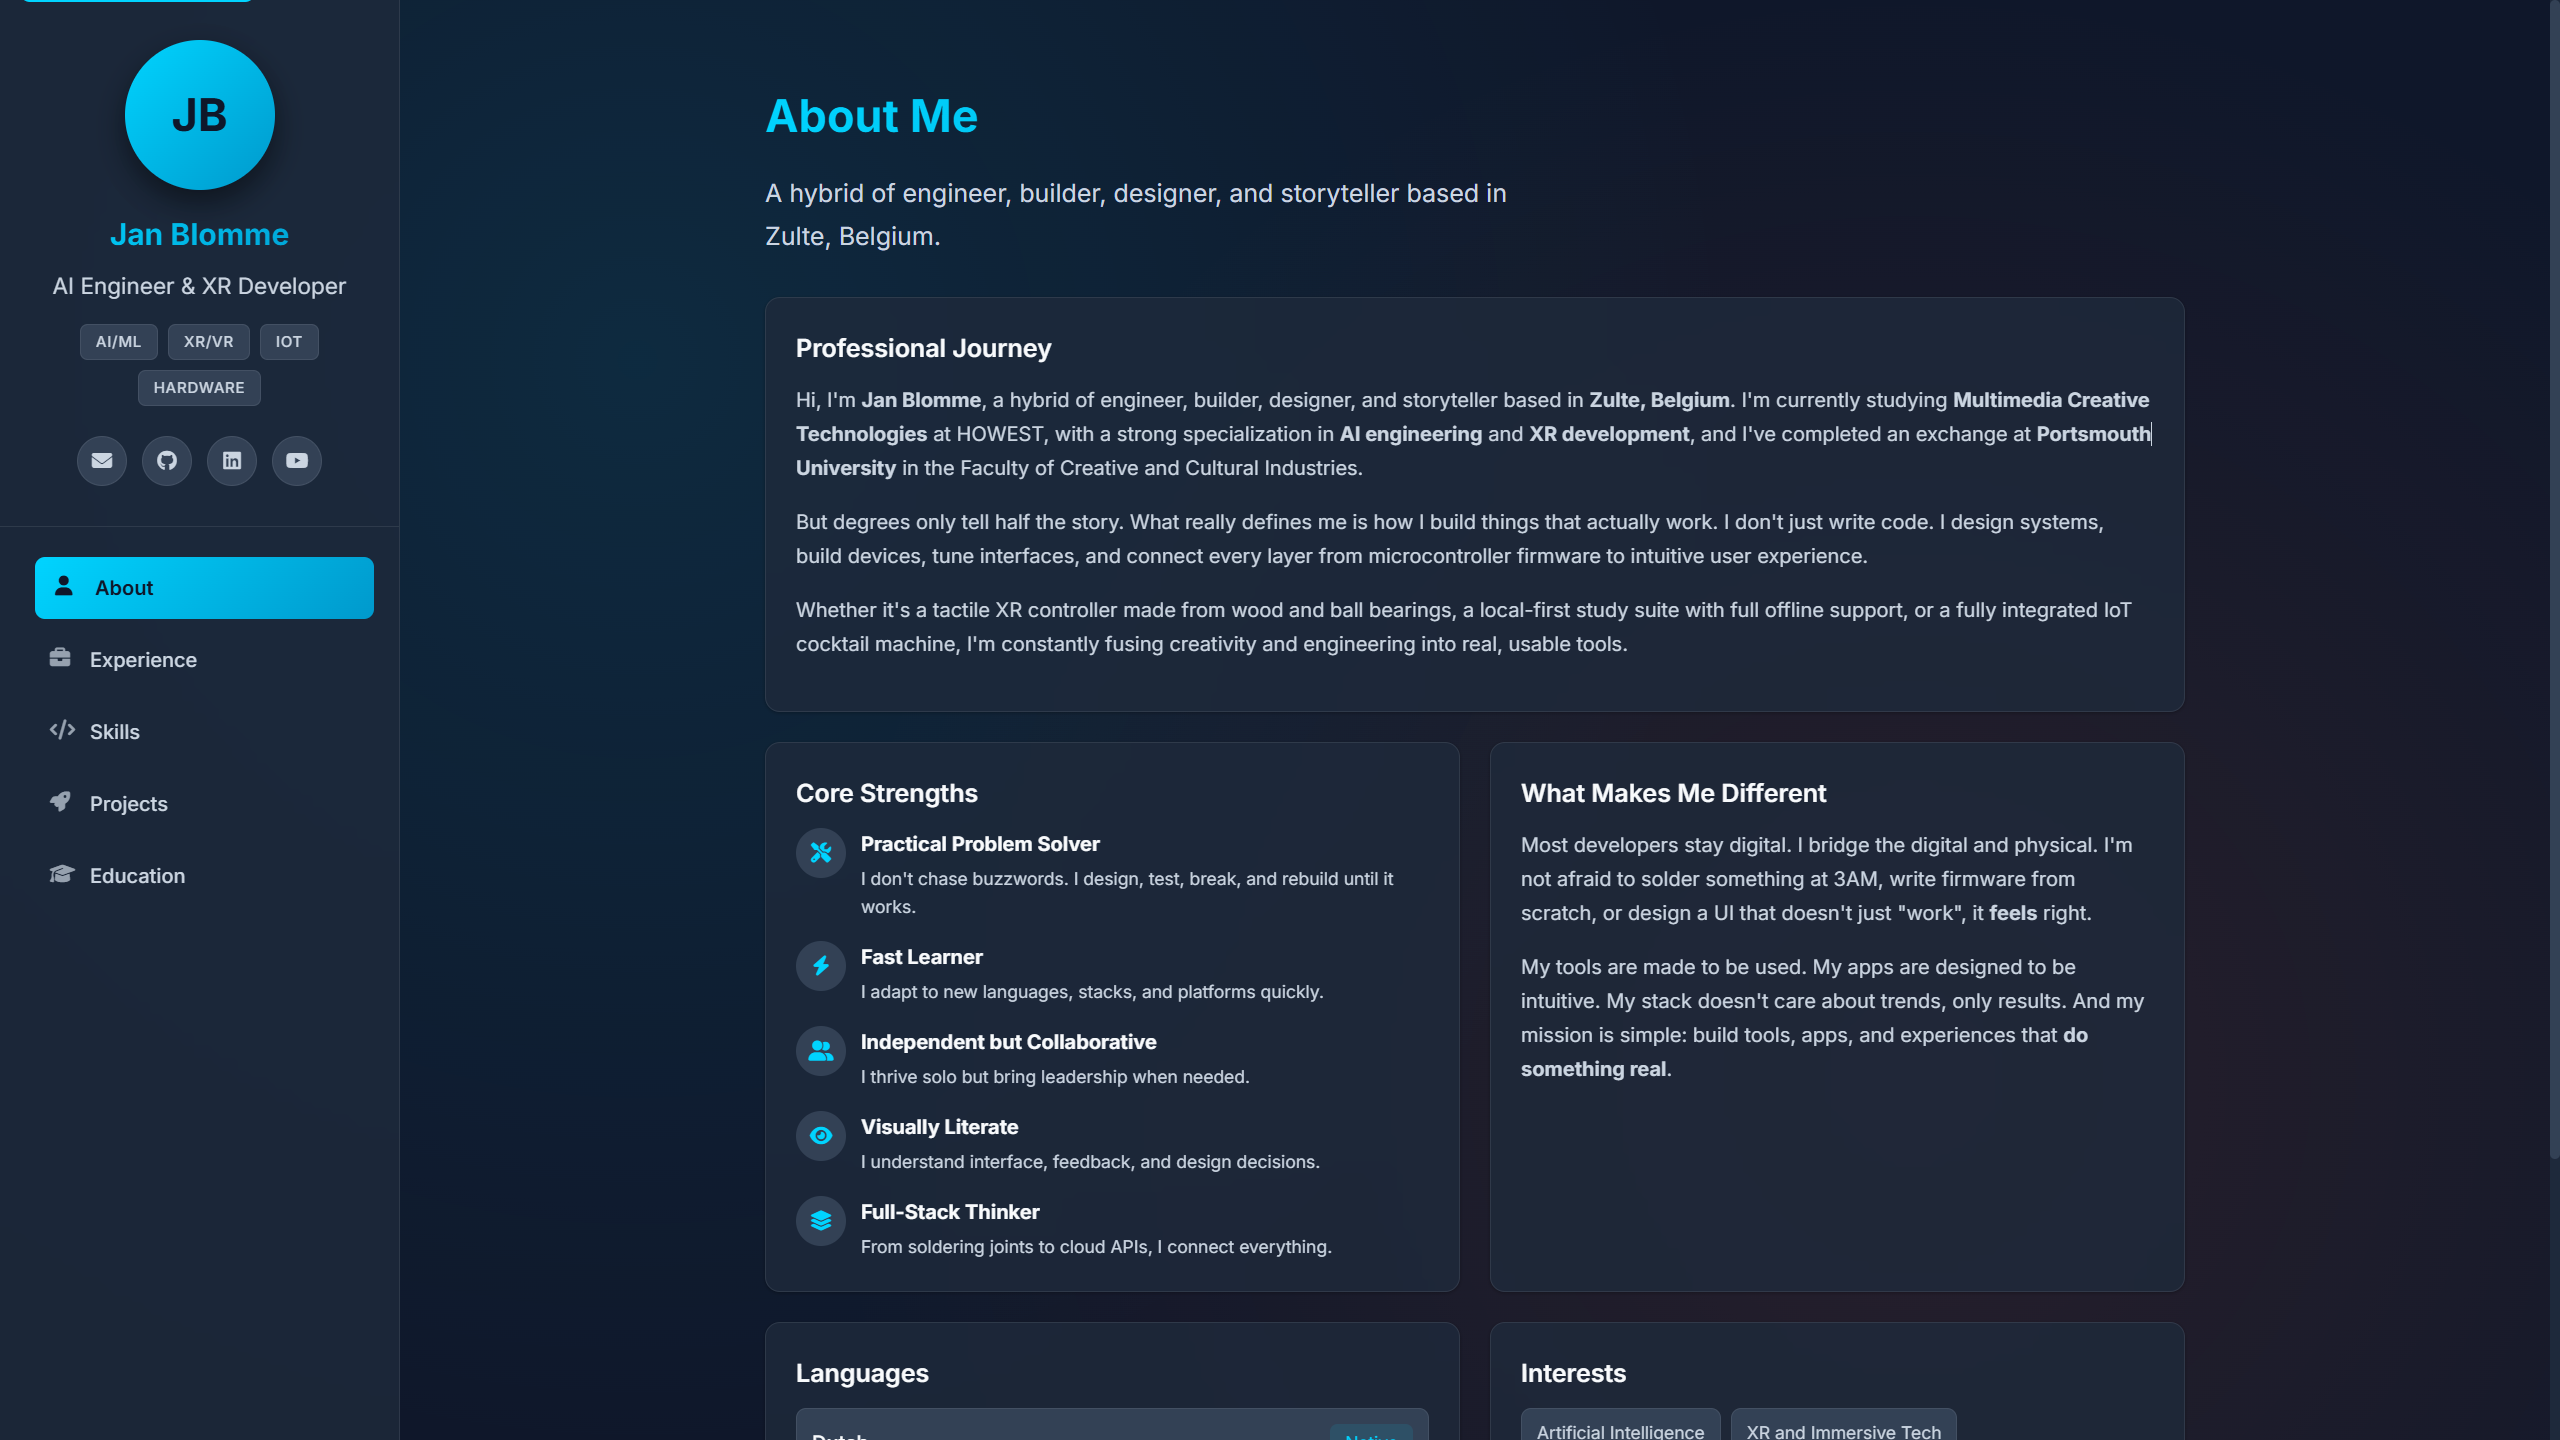 JB
Jan Blomme
AI Engineer & XR Developer
AI/ML
XR/VR
IOT
HARDWARE
About
Experience
Skills
Projects
Education
About Me
A hybrid of engineer, builder, designer, and storyteller based in
Zulte, Belgium.
Professional Journey
Hi, I'm Jan Blomme, a hybrid of engineer, builder, designer, and storyteller based in Zulte, Belgium. I'm currently studying Multimedia Creative
Technologies at HOWEST, with a strong specialization in AI engineering and XR development, and I've completed an exchange at Portsmouth
University in the Faculty of Creative and Cultural Industries.
But degrees only tell half the story. What really defines me is how I build things that actually work. I don't just write code. I design systems,
build devices, tune interfaces, and connect every layer from microcontroller firmware to intuitive user experience.
Whether it's a tactile XR controller made from wood and ball bearings, a local-first study suite with full offline support, or a fully integrated IoT
cocktail machine, I'm constantly fusing creativity and engineering into real, usable tools.
Core Strengths
Practical Problem Solver
I don't chase buzzwords. I design, test, break, and rebuild until it
works.
Fast Learner
I adapt to new languages, stacks, and platforms quickly.
Independent but Collaborative
I thrive solo but bring leadership when needed.
Visually Literate
I understand interface, feedback, and design decisions.
Full-Stack Thinker
From soldering joints to cloud APIs, I connect everything.
What Makes Me Different
Most developers stay digital. I bridge the digital and physical. I'm
not afraid to solder something at 3AM, write firmware from
scratch, or design a UI that doesn't just "work", it feels right.
My tools are made to be used. My apps are designed to be
intuitive. My stack doesn't care about trends, only results. And my
mission is simple: build tools, apps, and experiences that do
something real.
Languages
Dutch
Native
Interests
Artificial Intelligence
XR and Immersive Tech